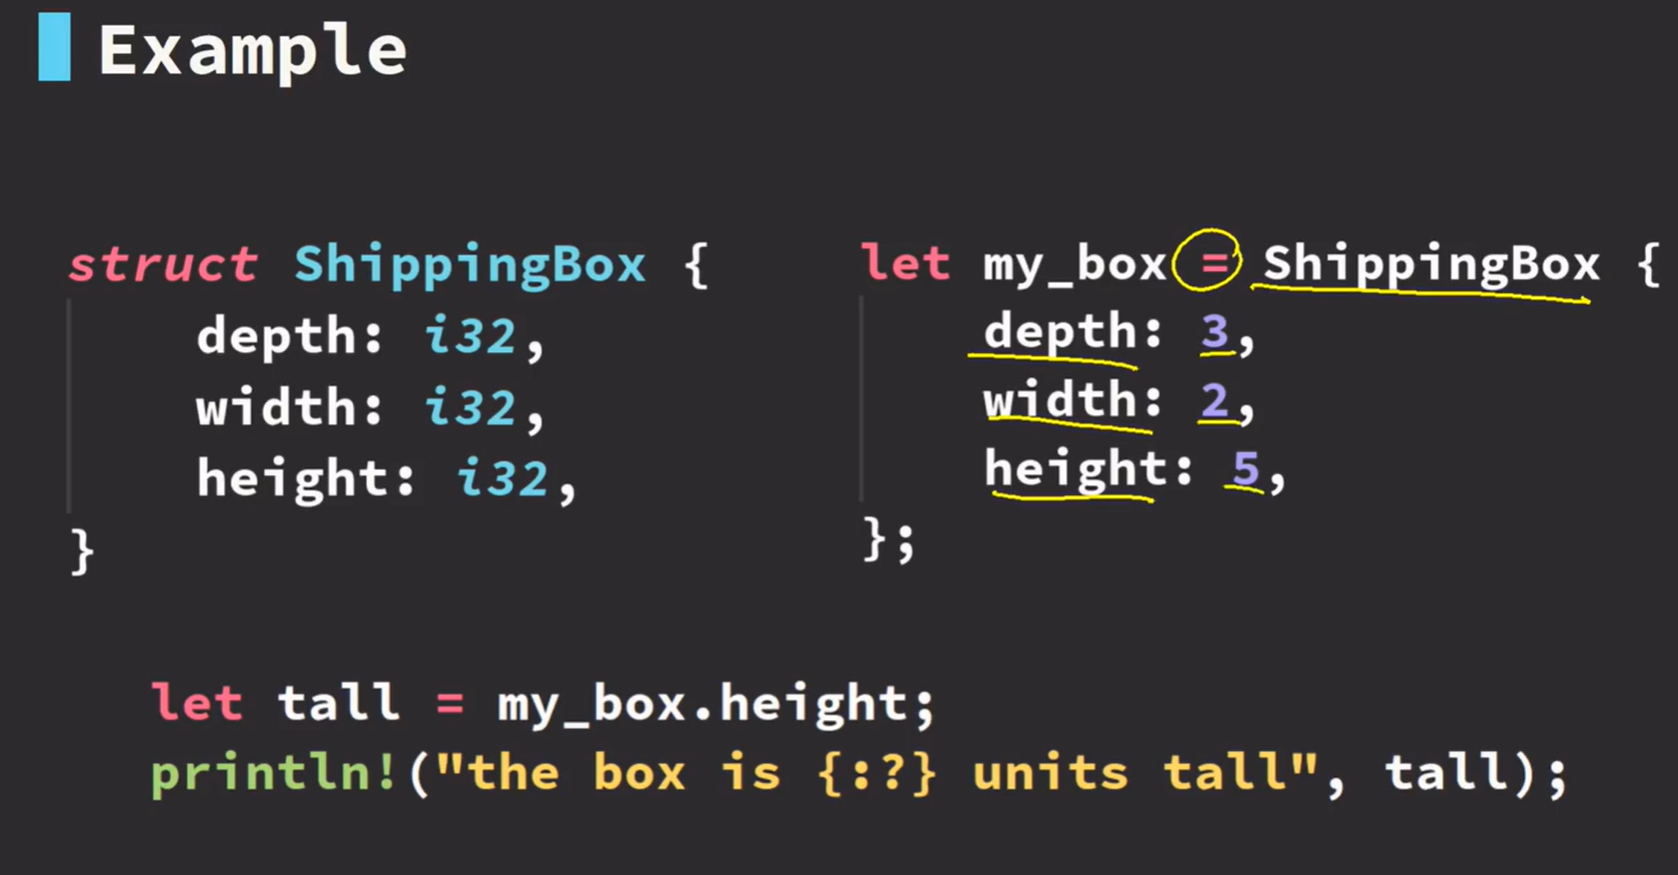 Example
struct ShippingBox {
depth: i32,
width: i32,
height: i32,
}
let my_box = ShippingBox {
depth: 3,
width: 2,
height: 5,
};
let tall = my_box.height;
println!("the box is {:?} units tall", tall);